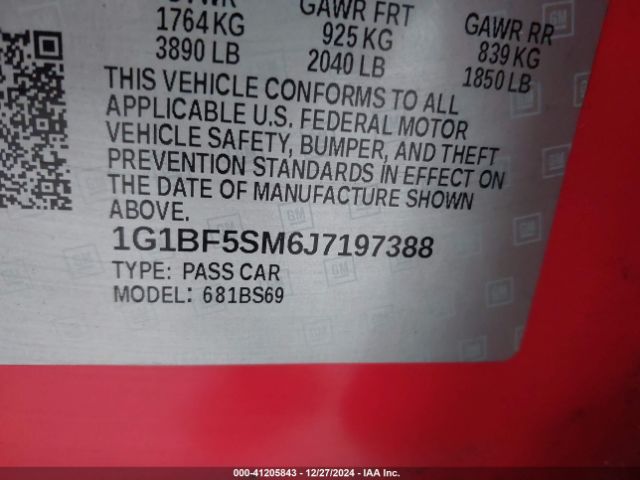 GAWR FRT GAWR RR
1764 KG 925 KG 839 KG
3890 LB 2040 LB 1850 LB
THIS VEHICLE CONFORMS TO ALL
APPLICABLE U.S. FEDERAL MOTOR
VEHICLE SAFETY, BUMPER, AND THEFT
PREVENTION STANDARDS IN EFFECT ON
THE DATE OF MANUFACTURE SHOWN
ABOVE.
1G1BF5SM6J7197388
TYPE: PASS CAR
MODEL: 681BS69
000-41205843 - 12/27/2024 - IAA Inc.